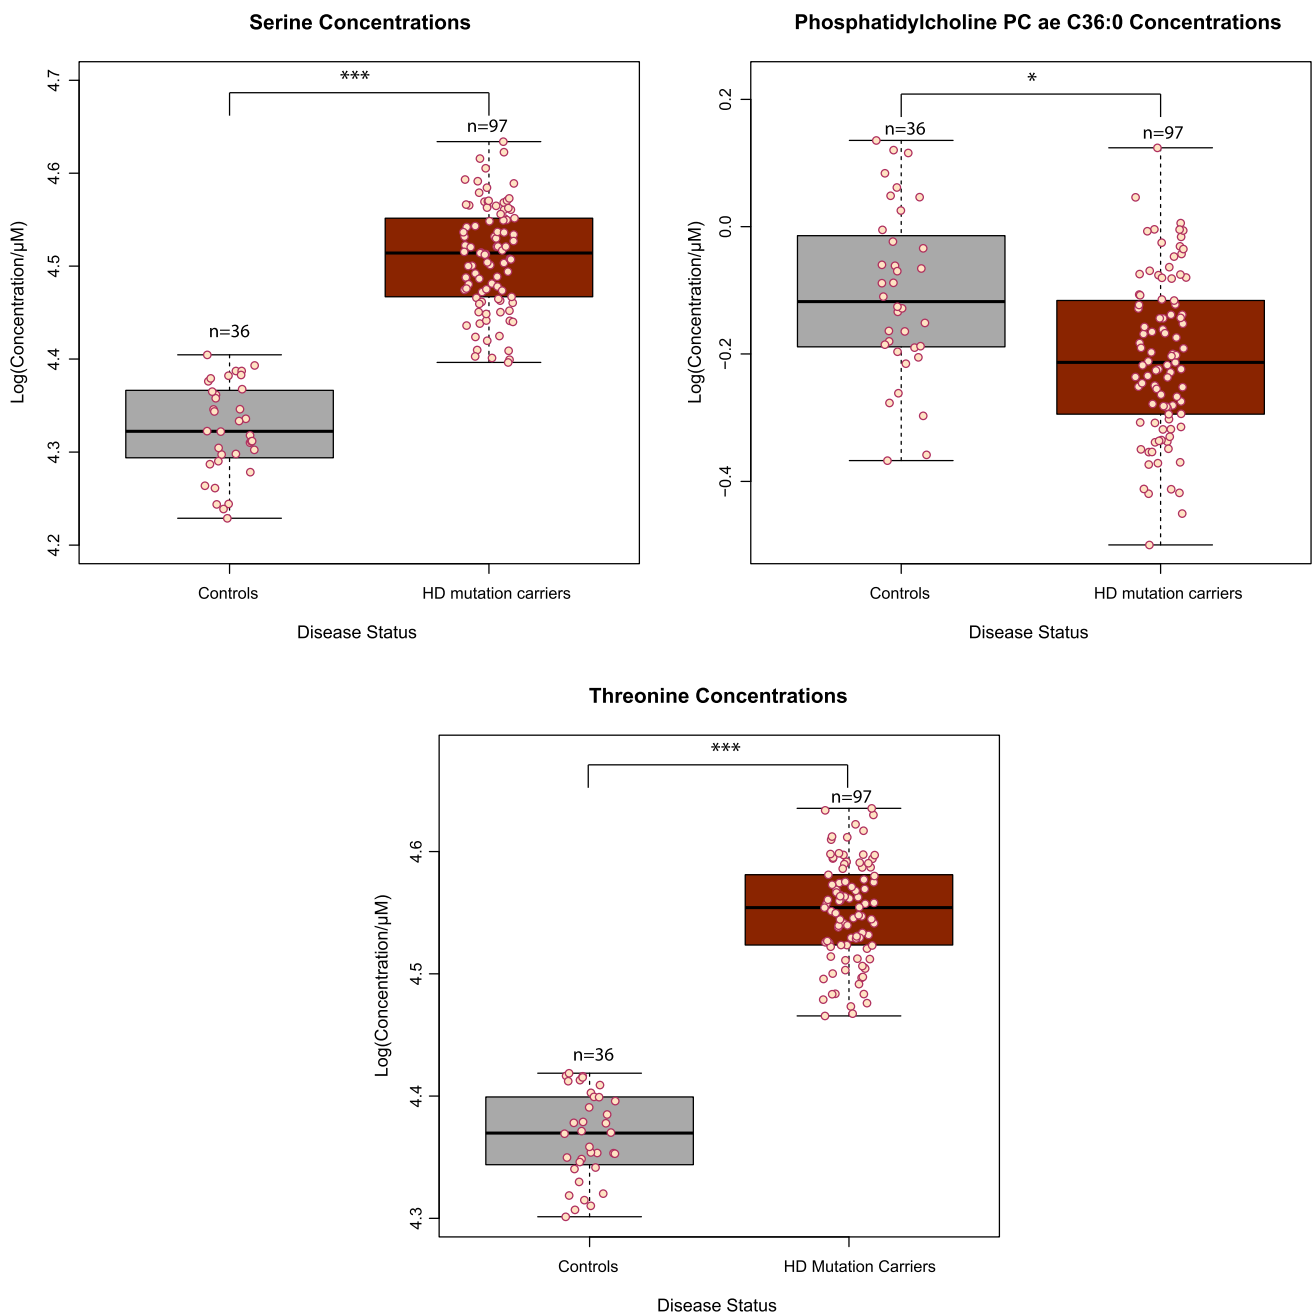 Serine Concentrations
***
n=97
n=36
4.7
4.6
4.5
4.4
4.3
4.2
Log(Concentration/µM)
Controls
HD mutation carriers
Disease Status
Phosphatidylcholine PC ae C36:0 Concentrations
*
n=36
n=97
0.2
0.0
−0.2
−0.4
Log(Concentration/µM)
Controls
HD mutation carriers
Disease Status
Threonine Concentrations
***
n=97
n=36
4.6
4.5
4.4
4.3
Log(Concentration/µM)
Controls
HD Mutation Carriers
Disease Status